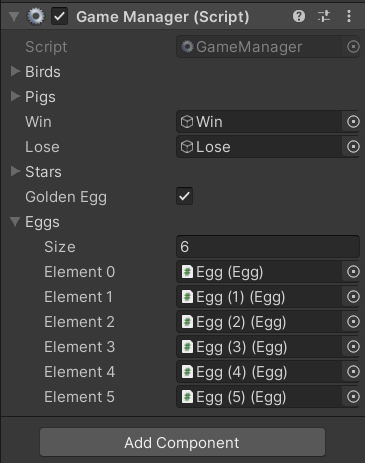 Game Manager (Script)
Script GameManager
Birds
Pigs
Win Win
Lose Lose
Stars
Golden Egg
Eggs
Size 6
Element 0 Egg (Egg)
Element 1 Egg (1) (Egg)
Element 2 Egg (2) (Egg)
Element 3 Egg (3) (Egg)
Element 4 Egg (4) (Egg)
Element 5 Egg (5) (Egg)
Add Component